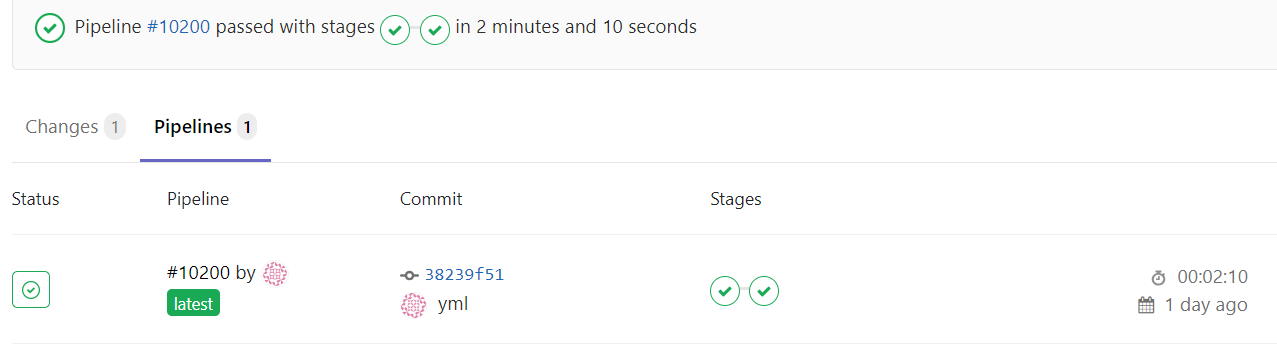 Pipeline #10200 passed with stages in 2 minutes and 10 seconds
Changes 1 Pipelines 1
Status Pipeline Commit Stages
#10200 by 38239f51 00:02:10
latest yml 1 day ago